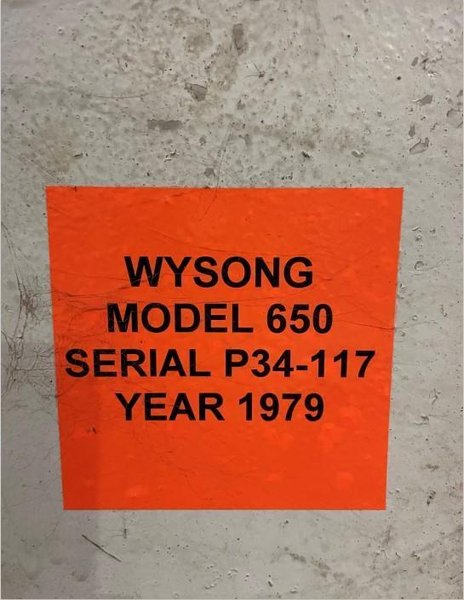 WYSONG
MODEL 650
SERIAL P34-117
YEAR 1979